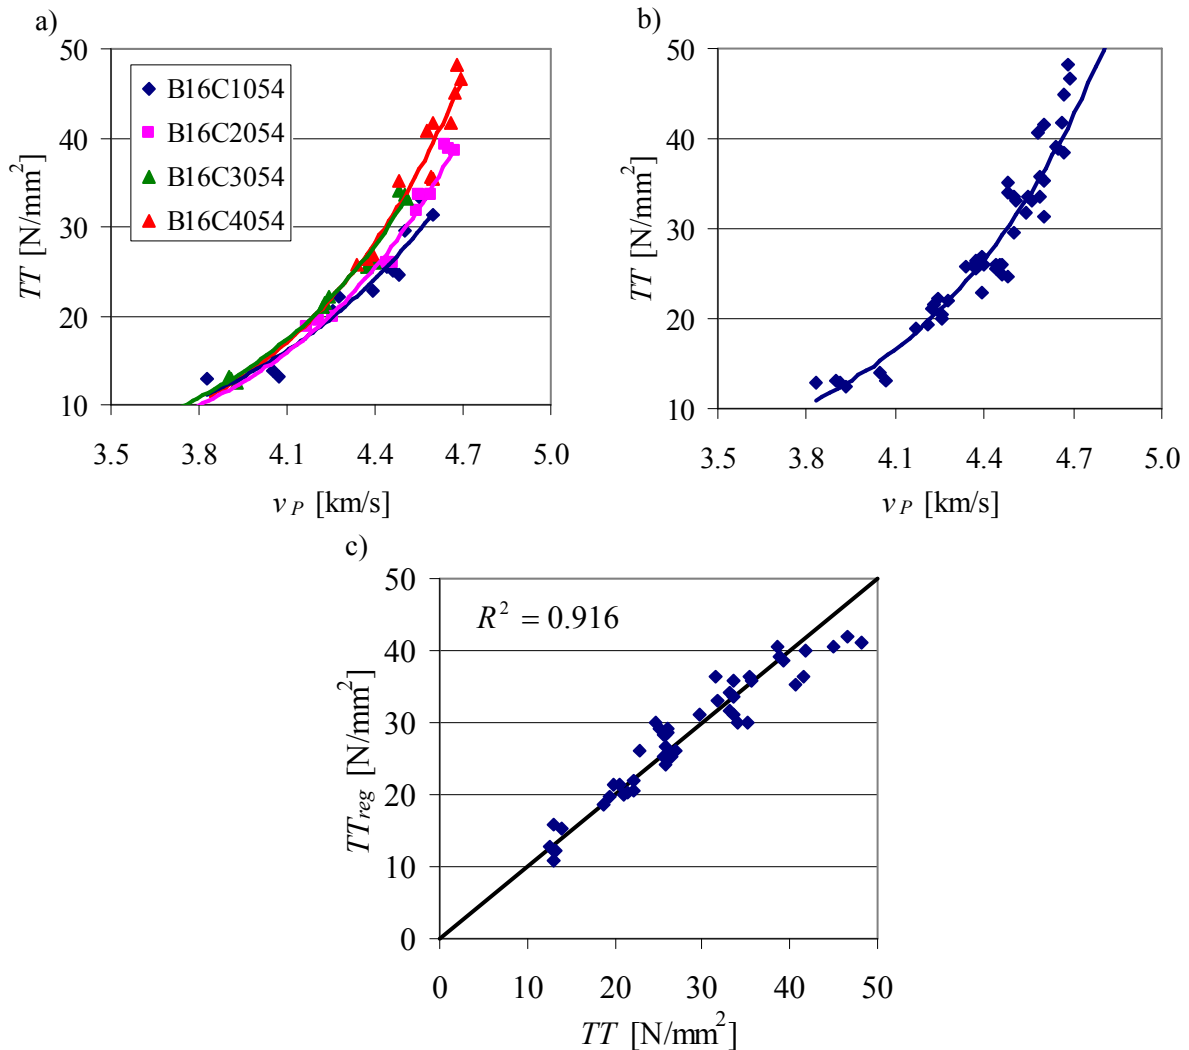 a)
50
40
30
20
10
TT [N/mm²]
B16C1054
B16C2054
B16C3054
B16C4054
3.5 3.8 4.1 4.4 4.7 5.0
v_P [km/s]
b)
50
40
30
20
10
TT [N/mm²]
3.5 3.8 4.1 4.4 4.7 5.0
v_P [km/s]
c)
50
40
30
20
10
0
TT_reg [N/mm²]
R² = 0.916
0 10 20 30 40 50
TT [N/mm²]